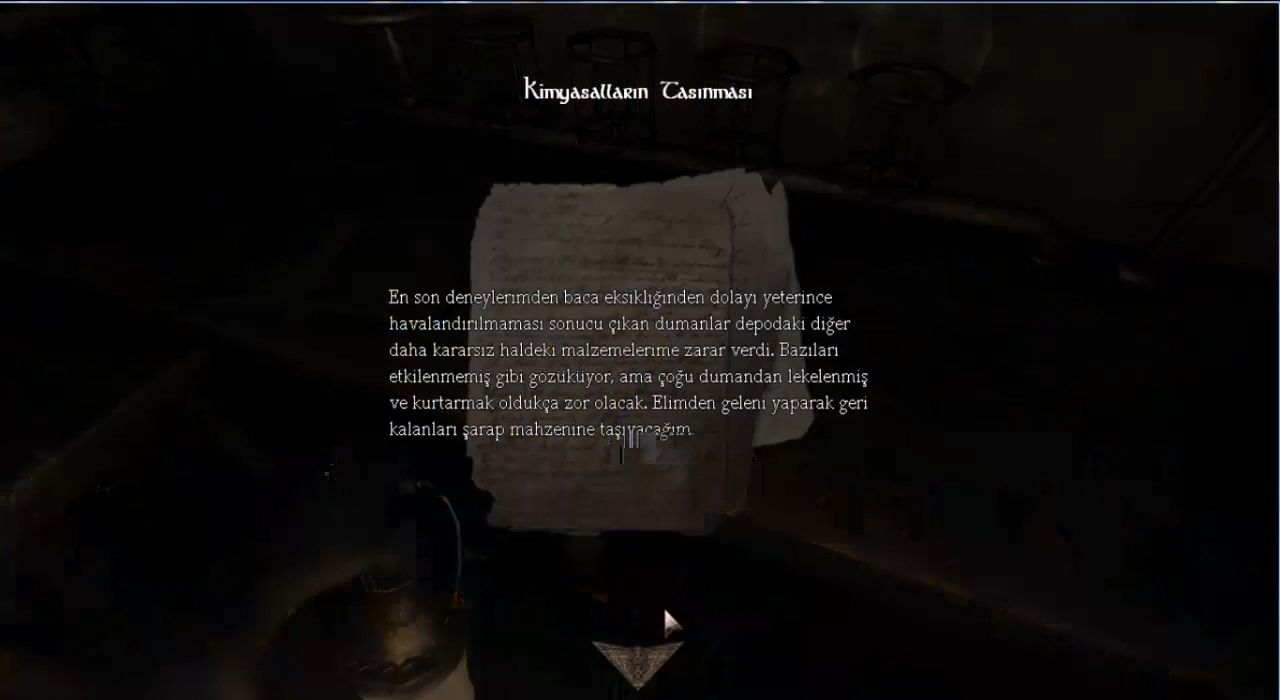 Kimyasalların Tasınması
En son deneylerimden baca eksikliğinden dolayı yeterince
havalandırılmaması sonucu çıkan dumanlar depodaki diğer
daha kararsız haldeki malzemelerime zarar verdi. Bazıları
etkilenmemiş gibi gözüküyor, ama çoğu dumandan lekelenmiş
ve kurtarmak oldukça zor olacak. Elimden geleni yaparak geri
kalanları şarap mahzenine taşıyacağım.